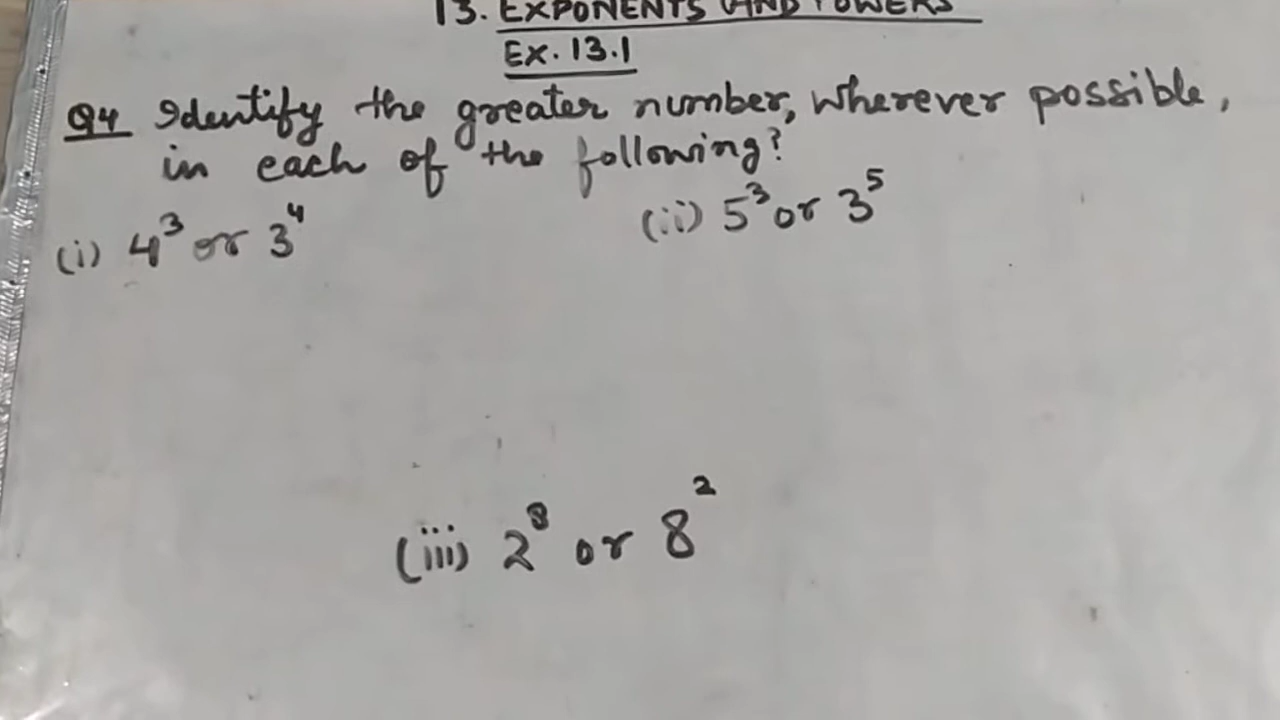 13. EXPONENTS AND POWERS
EX. 13.1
Q4 Identify the greater number, wherever possible,
in each of the following?
(i) 4³ or 3⁴ (ii) 5³ or 3⁵
(iii) 2⁸ or 8²